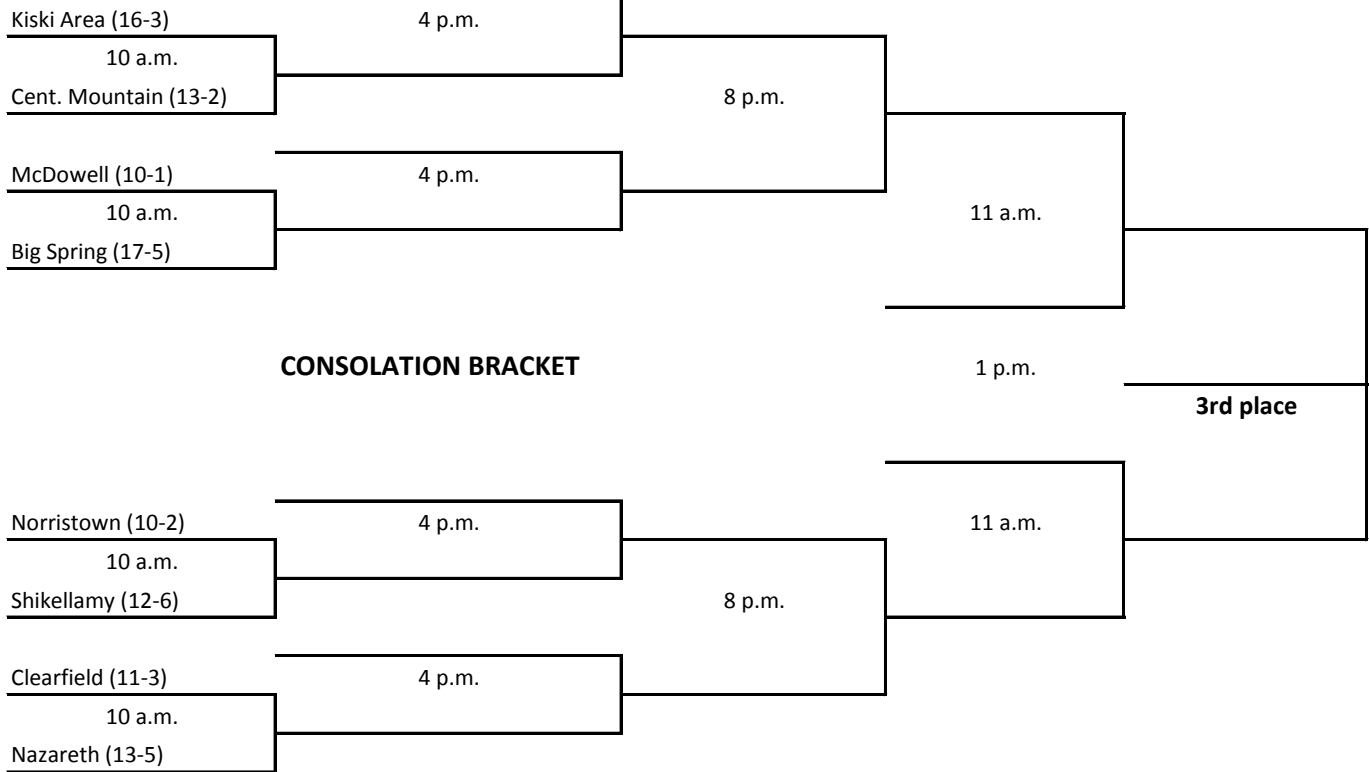 Kiski Area (16-3)
4 p.m.
10 a.m.
Cent. Mountain (13-2)
8 p.m.
McDowell (10-1)
4 p.m.
10 a.m.
11 a.m.
Big Spring (17-5)
CONSOLATION BRACKET
1 p.m.
3rd place
Norristown (10-2)
4 p.m.
11 a.m.
10 a.m.
Shikellamy (12-6)
8 p.m.
Clearfield (11-3)
4 p.m.
10 a.m.
Nazareth (13-5)